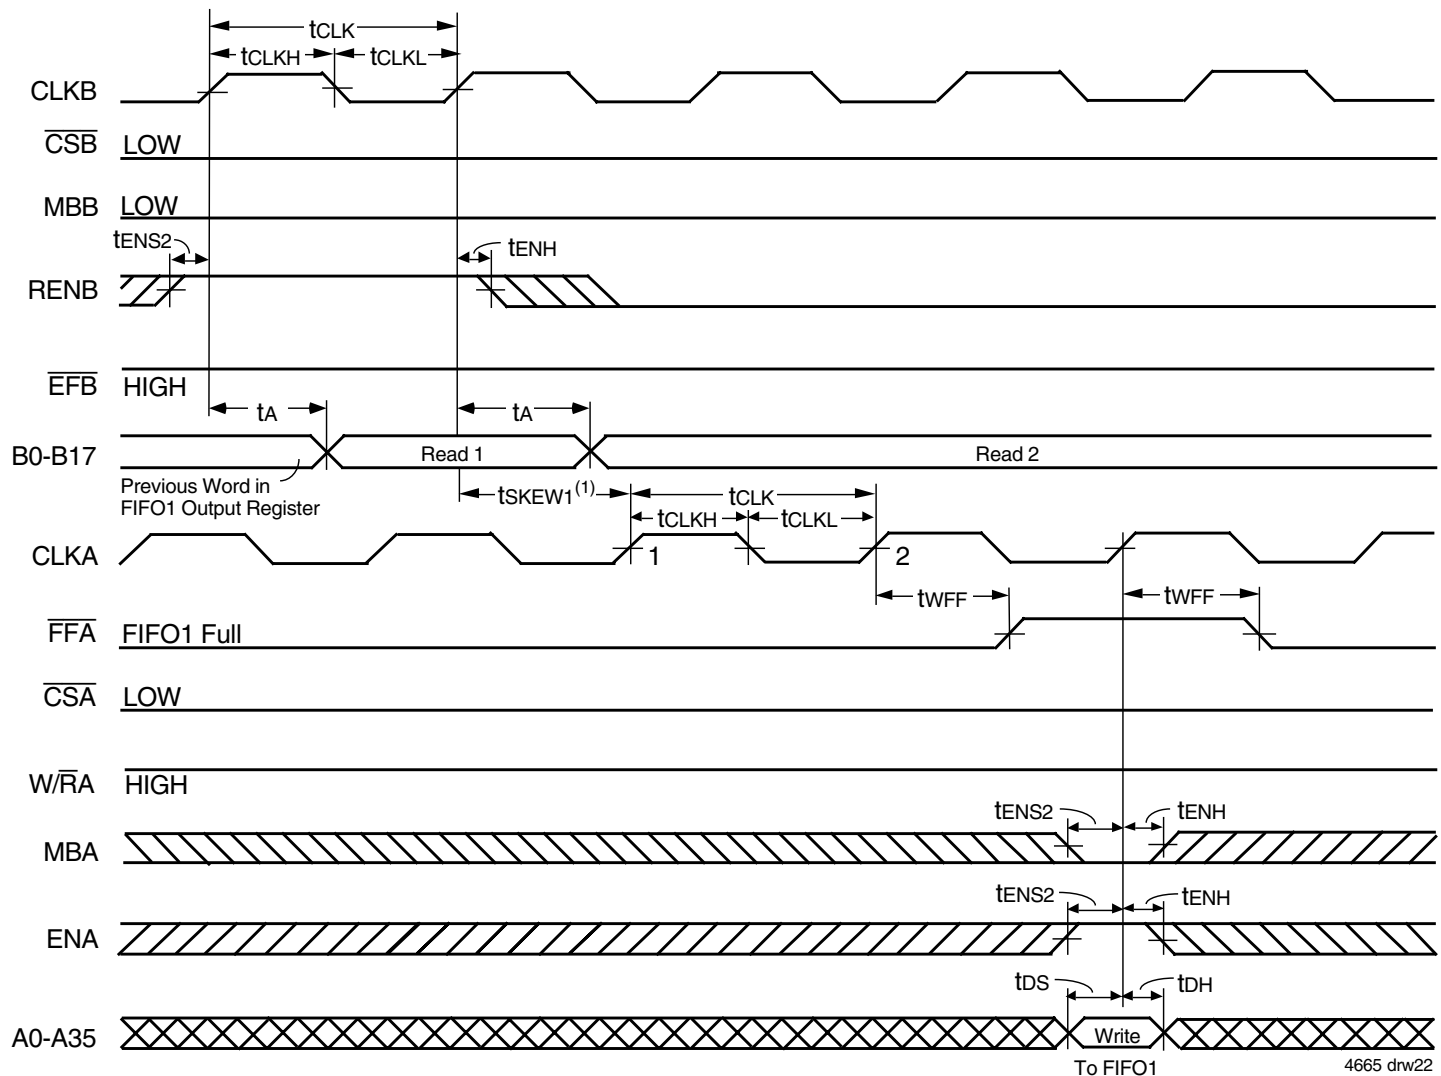 tCLK
tCLKH
tCLKL
CLKB
CSB
LOW
MBB
LOW
tENS2
tENH
RENB
EFB
HIGH
tA
tA
B0-B17
Read 1
Read 2
Previous Word in
FIFO1 Output Register
tSKEW1(1)
tCLK
tCLKH
tCLKL
CLKA
1
2
tWFF
tWFF
FFA
FIFO1 Full
CSA
LOW
W/RA
HIGH
tENS2
tENH
MBA
tENS2
tENH
ENA
tDS
tDH
A0-A35
Write
To FIFO1
4665 drw22